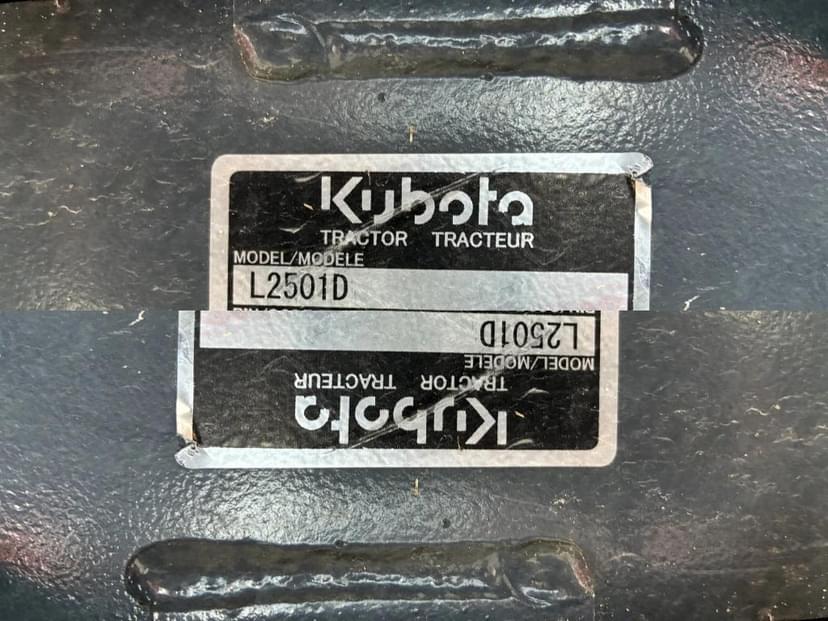 Kubota
TRACTOR TRACTEUR
MODEL/MODELE
L2501D
L2501D
MODEL/MODELE
TRACTOR TRACTEUR
Kubota